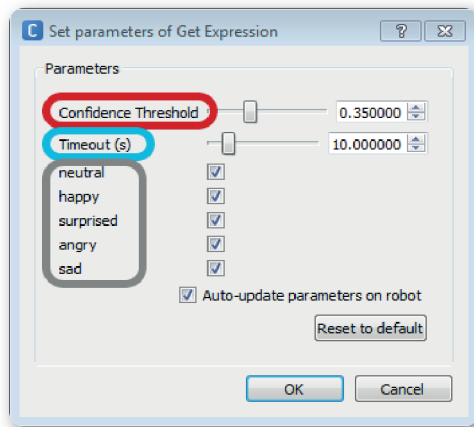 C Set parameters of Get Expression ?
Parameters
Confidence Threshold 0.350000
Timeout (s) 10.000000
neutral
happy
surprised
angry
sad
Auto-update parameters on robot
Reset to default
OK Cancel